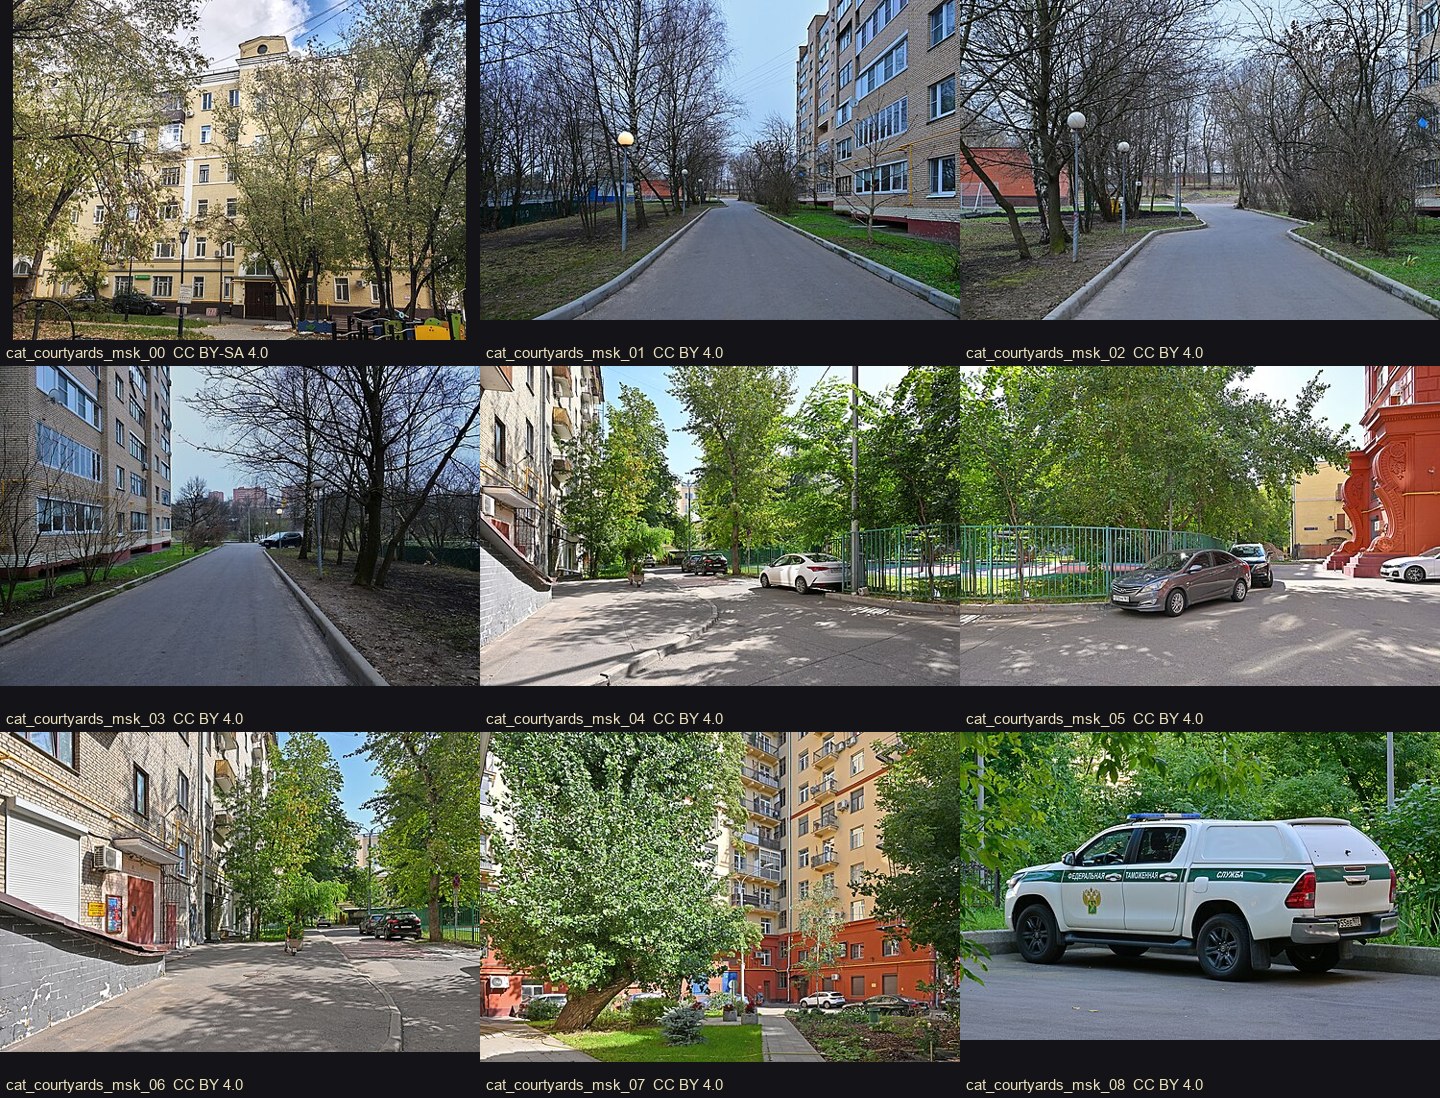 cat_courtyards_msk_00 CC BY-SA 4.0
cat_courtyards_msk_01 CC BY 4.0
cat_courtyards_msk_02 CC BY 4.0
cat_courtyards_msk_03 CC BY 4.0
cat_courtyards_msk_04 CC BY 4.0
cat_courtyards_msk_05 CC BY 4.0
ФЕДЕРАЛЬНАЯ ТАМОЖЕННАЯ СЛУЖБА
cat_courtyards_msk_06 CC BY 4.0
cat_courtyards_msk_07 CC BY 4.0
cat_courtyards_msk_08 CC BY 4.0